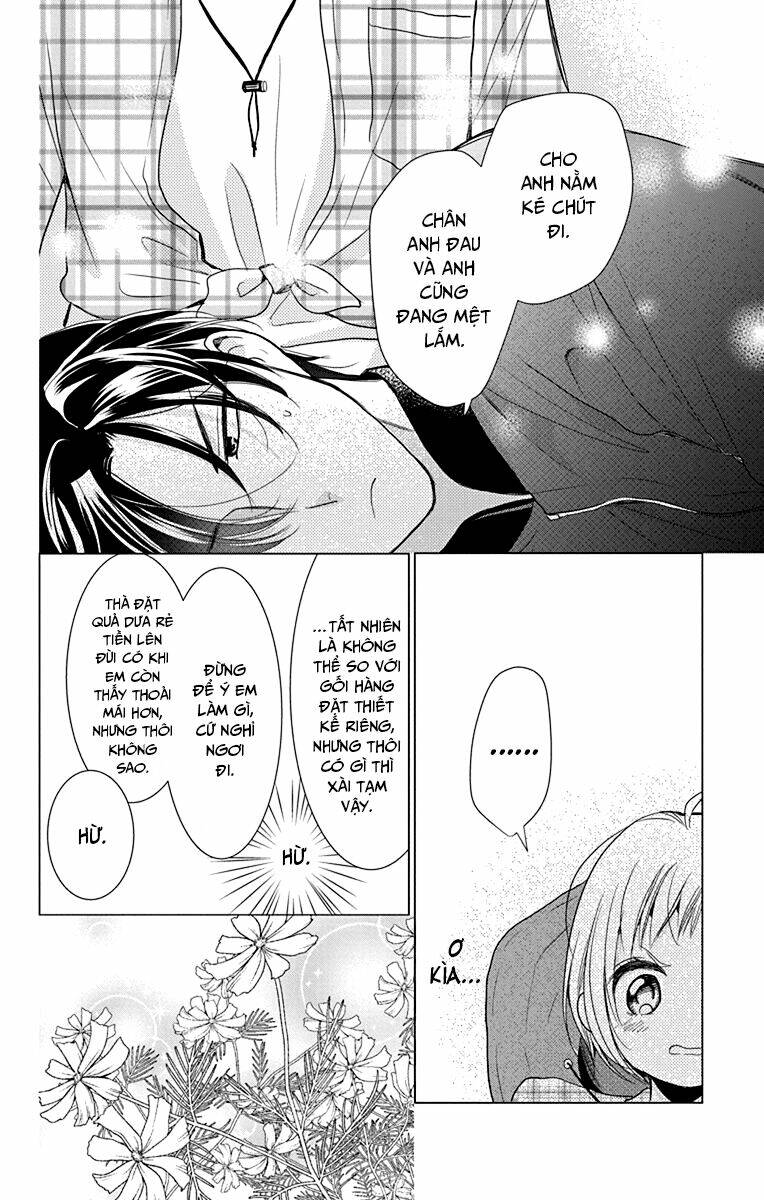 CHO
ANH NẰM
KÉ CHÚT
ĐI.
CHÂN
ANH ĐAU
VÀ ANH
CŨNG
ĐANG MỆT
LẮM.
......
Ơ
KÌA...
...TẤT NHIÊN
LÀ KHÔNG
THỂ SO VỚI
GỐI HÀNG
ĐẶT THIẾT
KẾ RIÊNG,
NHƯNG THÔI
CÓ GÌ THÌ
XÀI TẠM
VẬY.
HỪ.
ĐỪNG
ĐỂ Ý EM
LÀM GÌ,
CỨ NGHỈ
NGƠI
ĐI.
THÀ ĐẶT
QUẢ DƯA RẺ
TIỀN LÊN
ĐÙI CÓ KHI
EM CÒN
THẤY THOẢI
MÁI HƠN,
NHƯNG THÔI
KHÔNG
SAO.
HỪ.